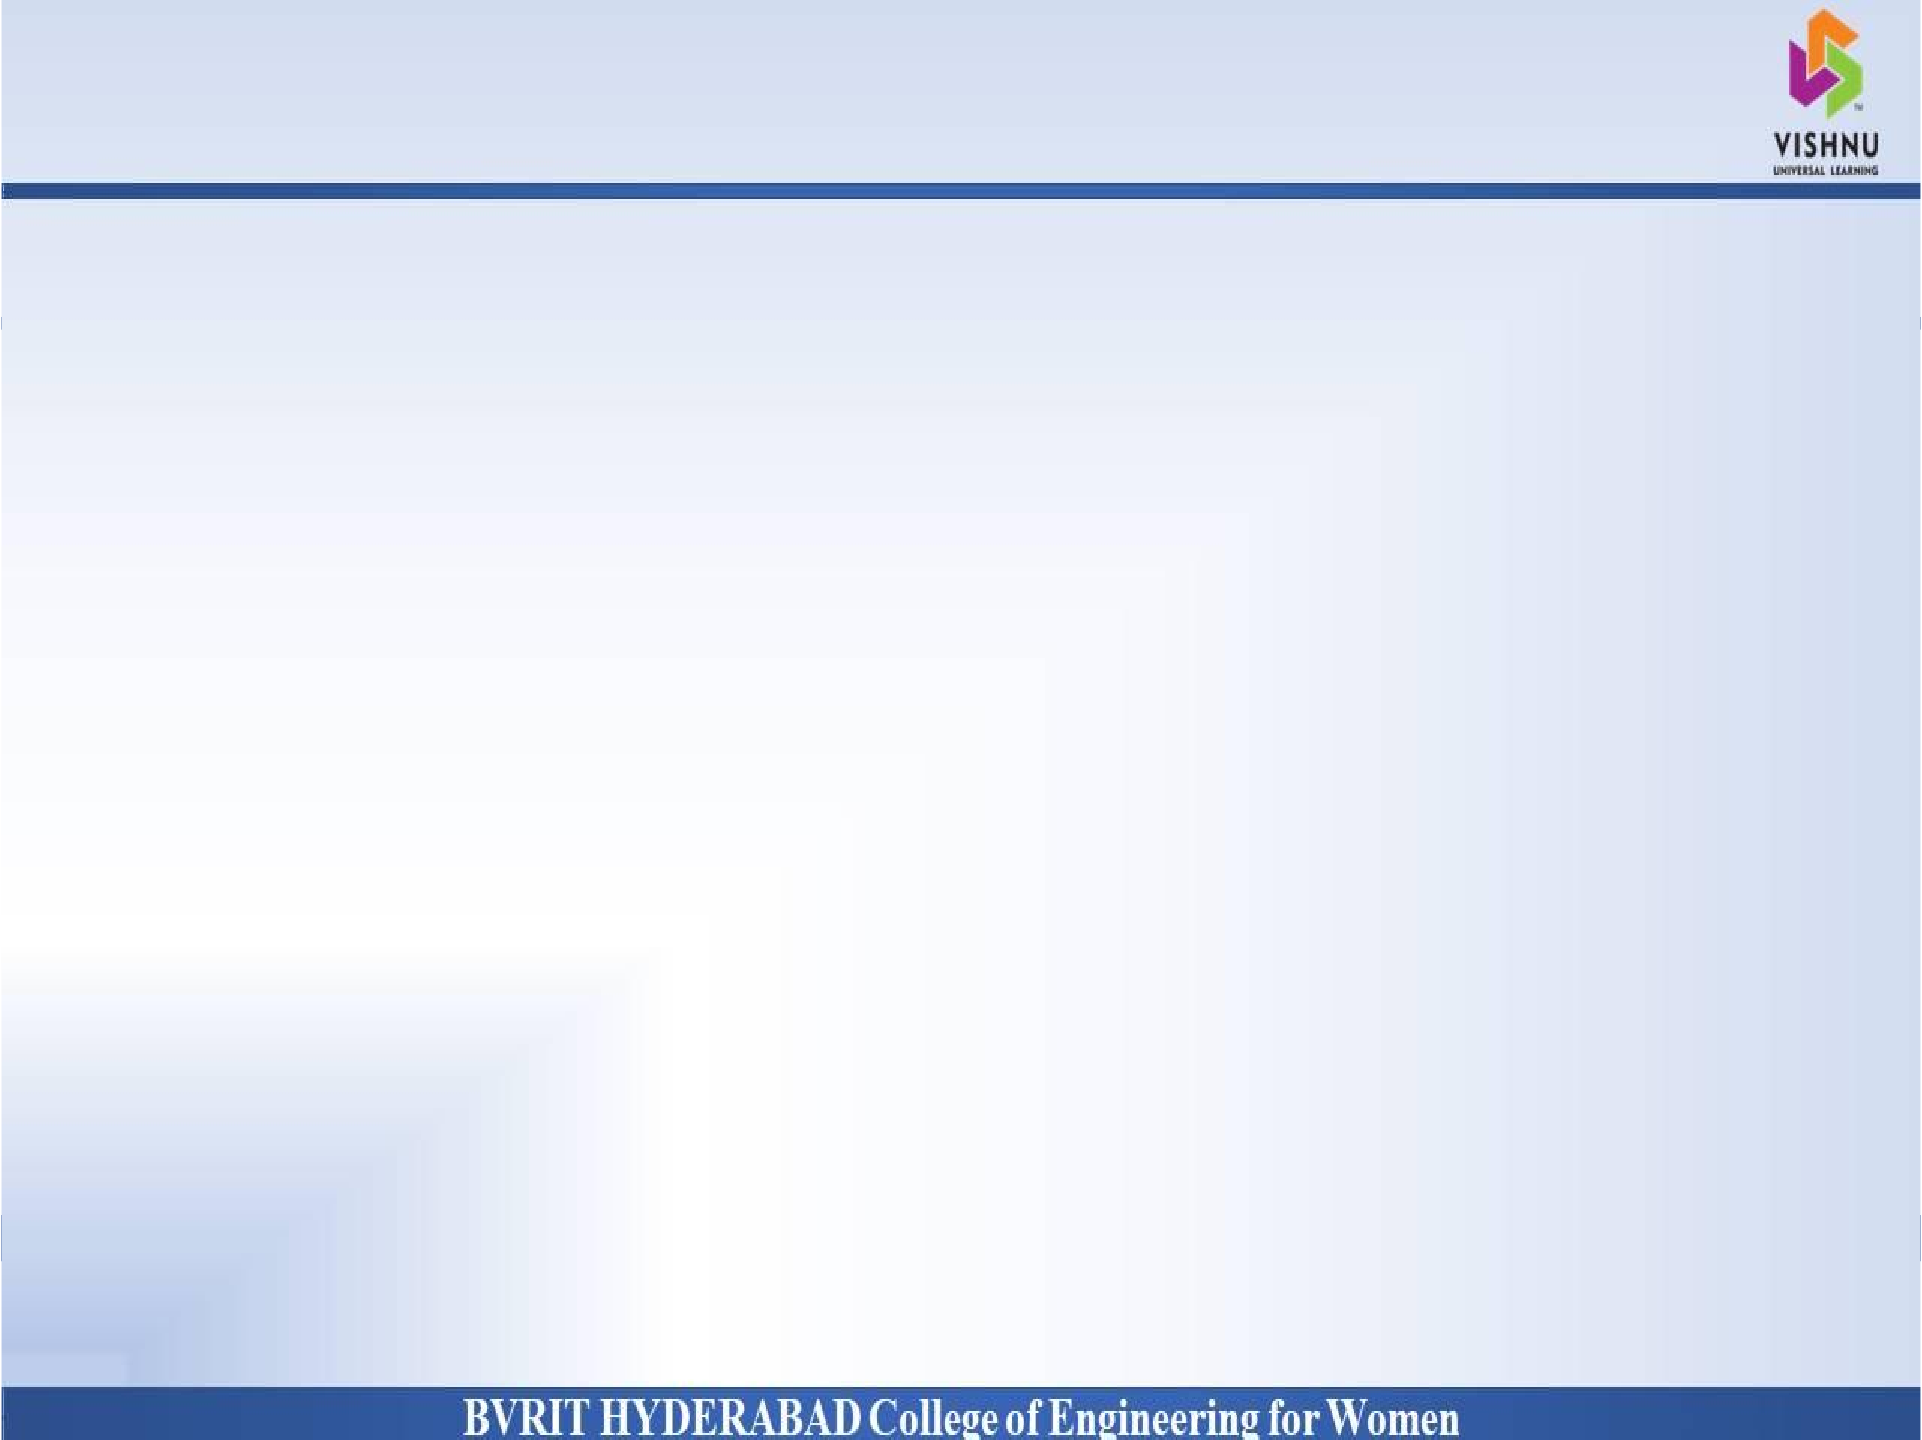 VISHNU
UNIVERSAL LEARNING
BVRIT HYDERABAD College of Engineering for Women